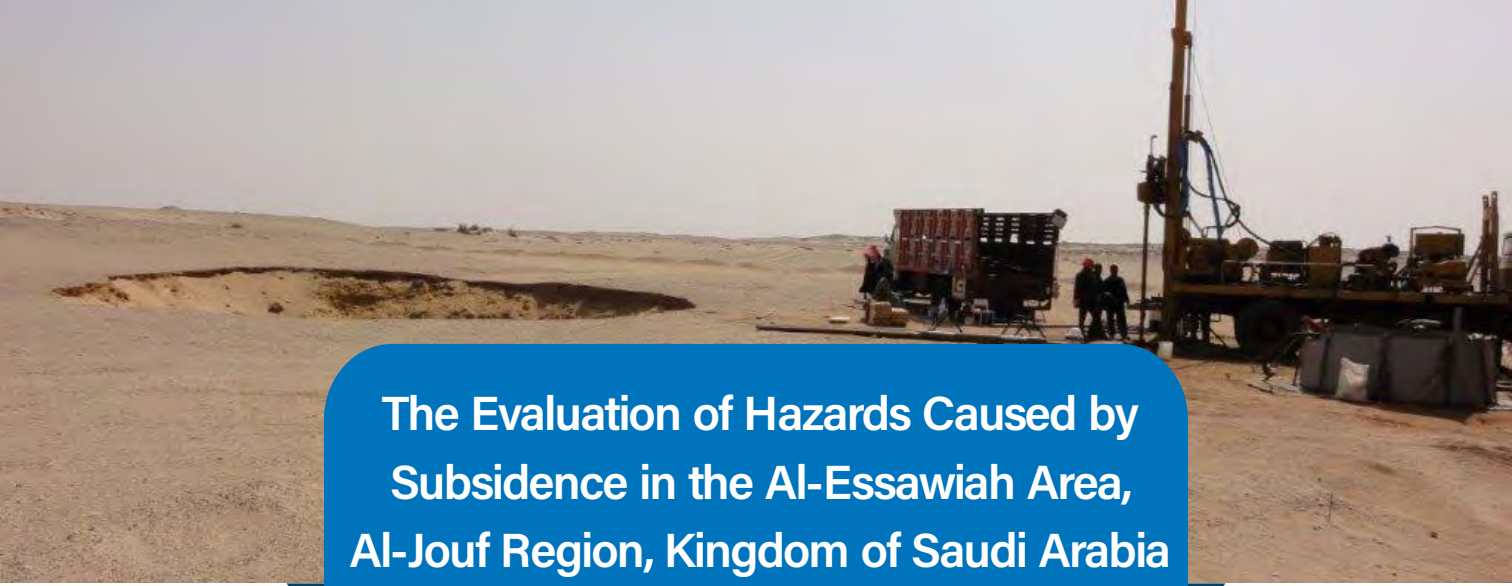 The Evaluation of Hazards Caused by
Subsidence in the Al-Essawiah Area,
Al-Jouf Region, Kingdom of Saudi Arabia